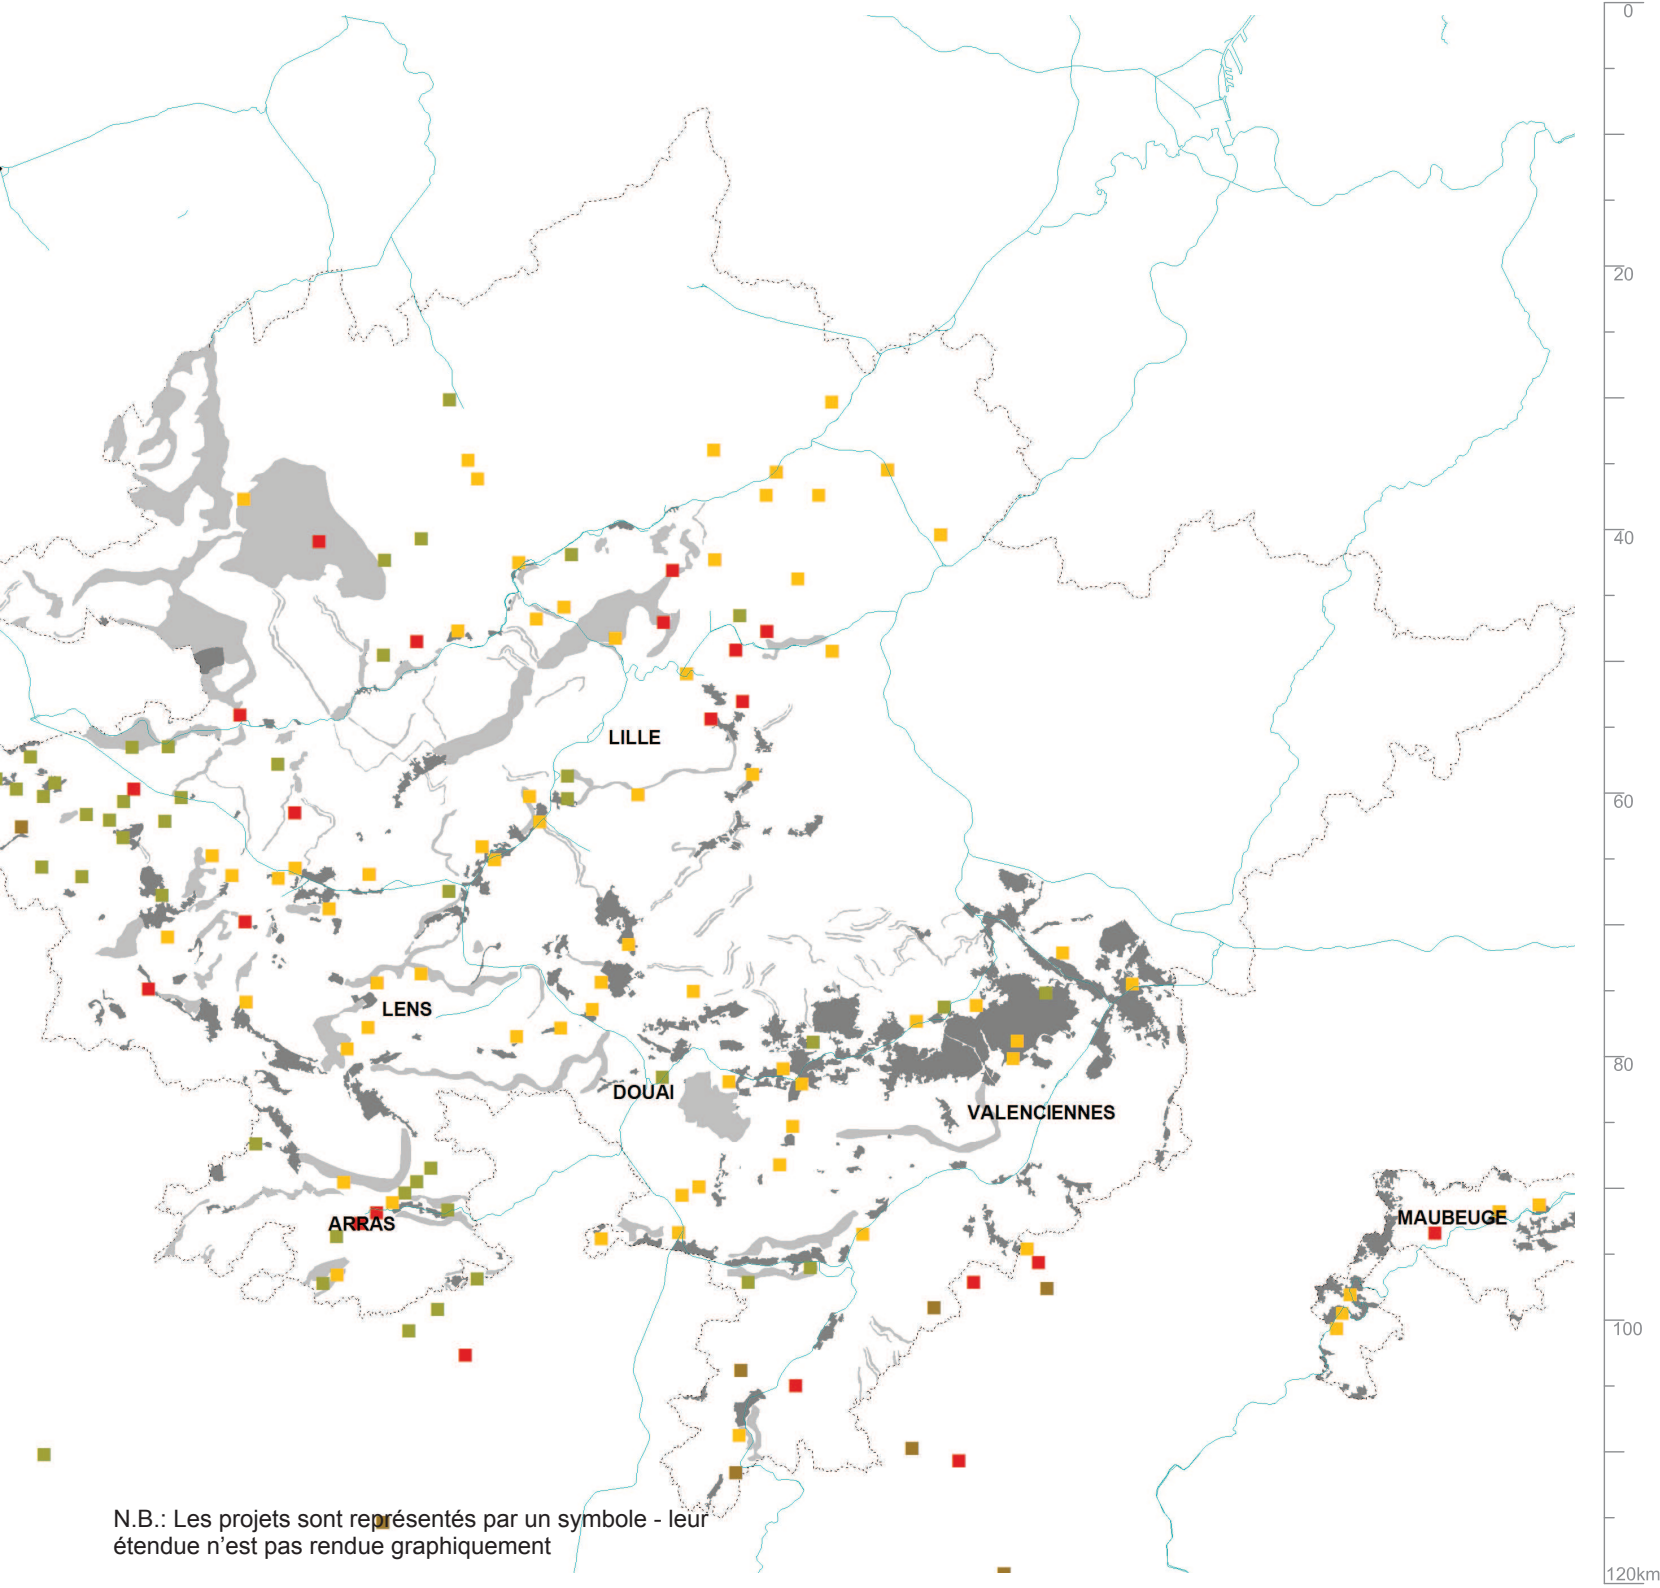 0
20
40
60
80
100
120km
LILLE
LENS
DOUAI
VALENCIENNES
ARRAS
MAUBEUGE
N.B.: Les projets sont représentés par un symbole - leur
étendue n’est pas rendue graphiquement